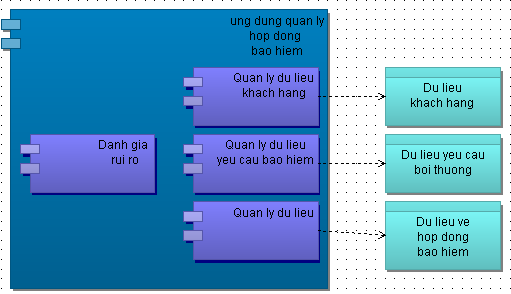 ung dung quan ly
hop dong
bao hiem
Quan ly du lieu
khach hang
Du lieu
khach hang
Danh gia
rui ro
Quan ly du lieu
yeu cau bao hiem
Du lieu yeu cau
boi thuong
Quan ly du lieu
Du lieu ve
hop dong
bao hiem